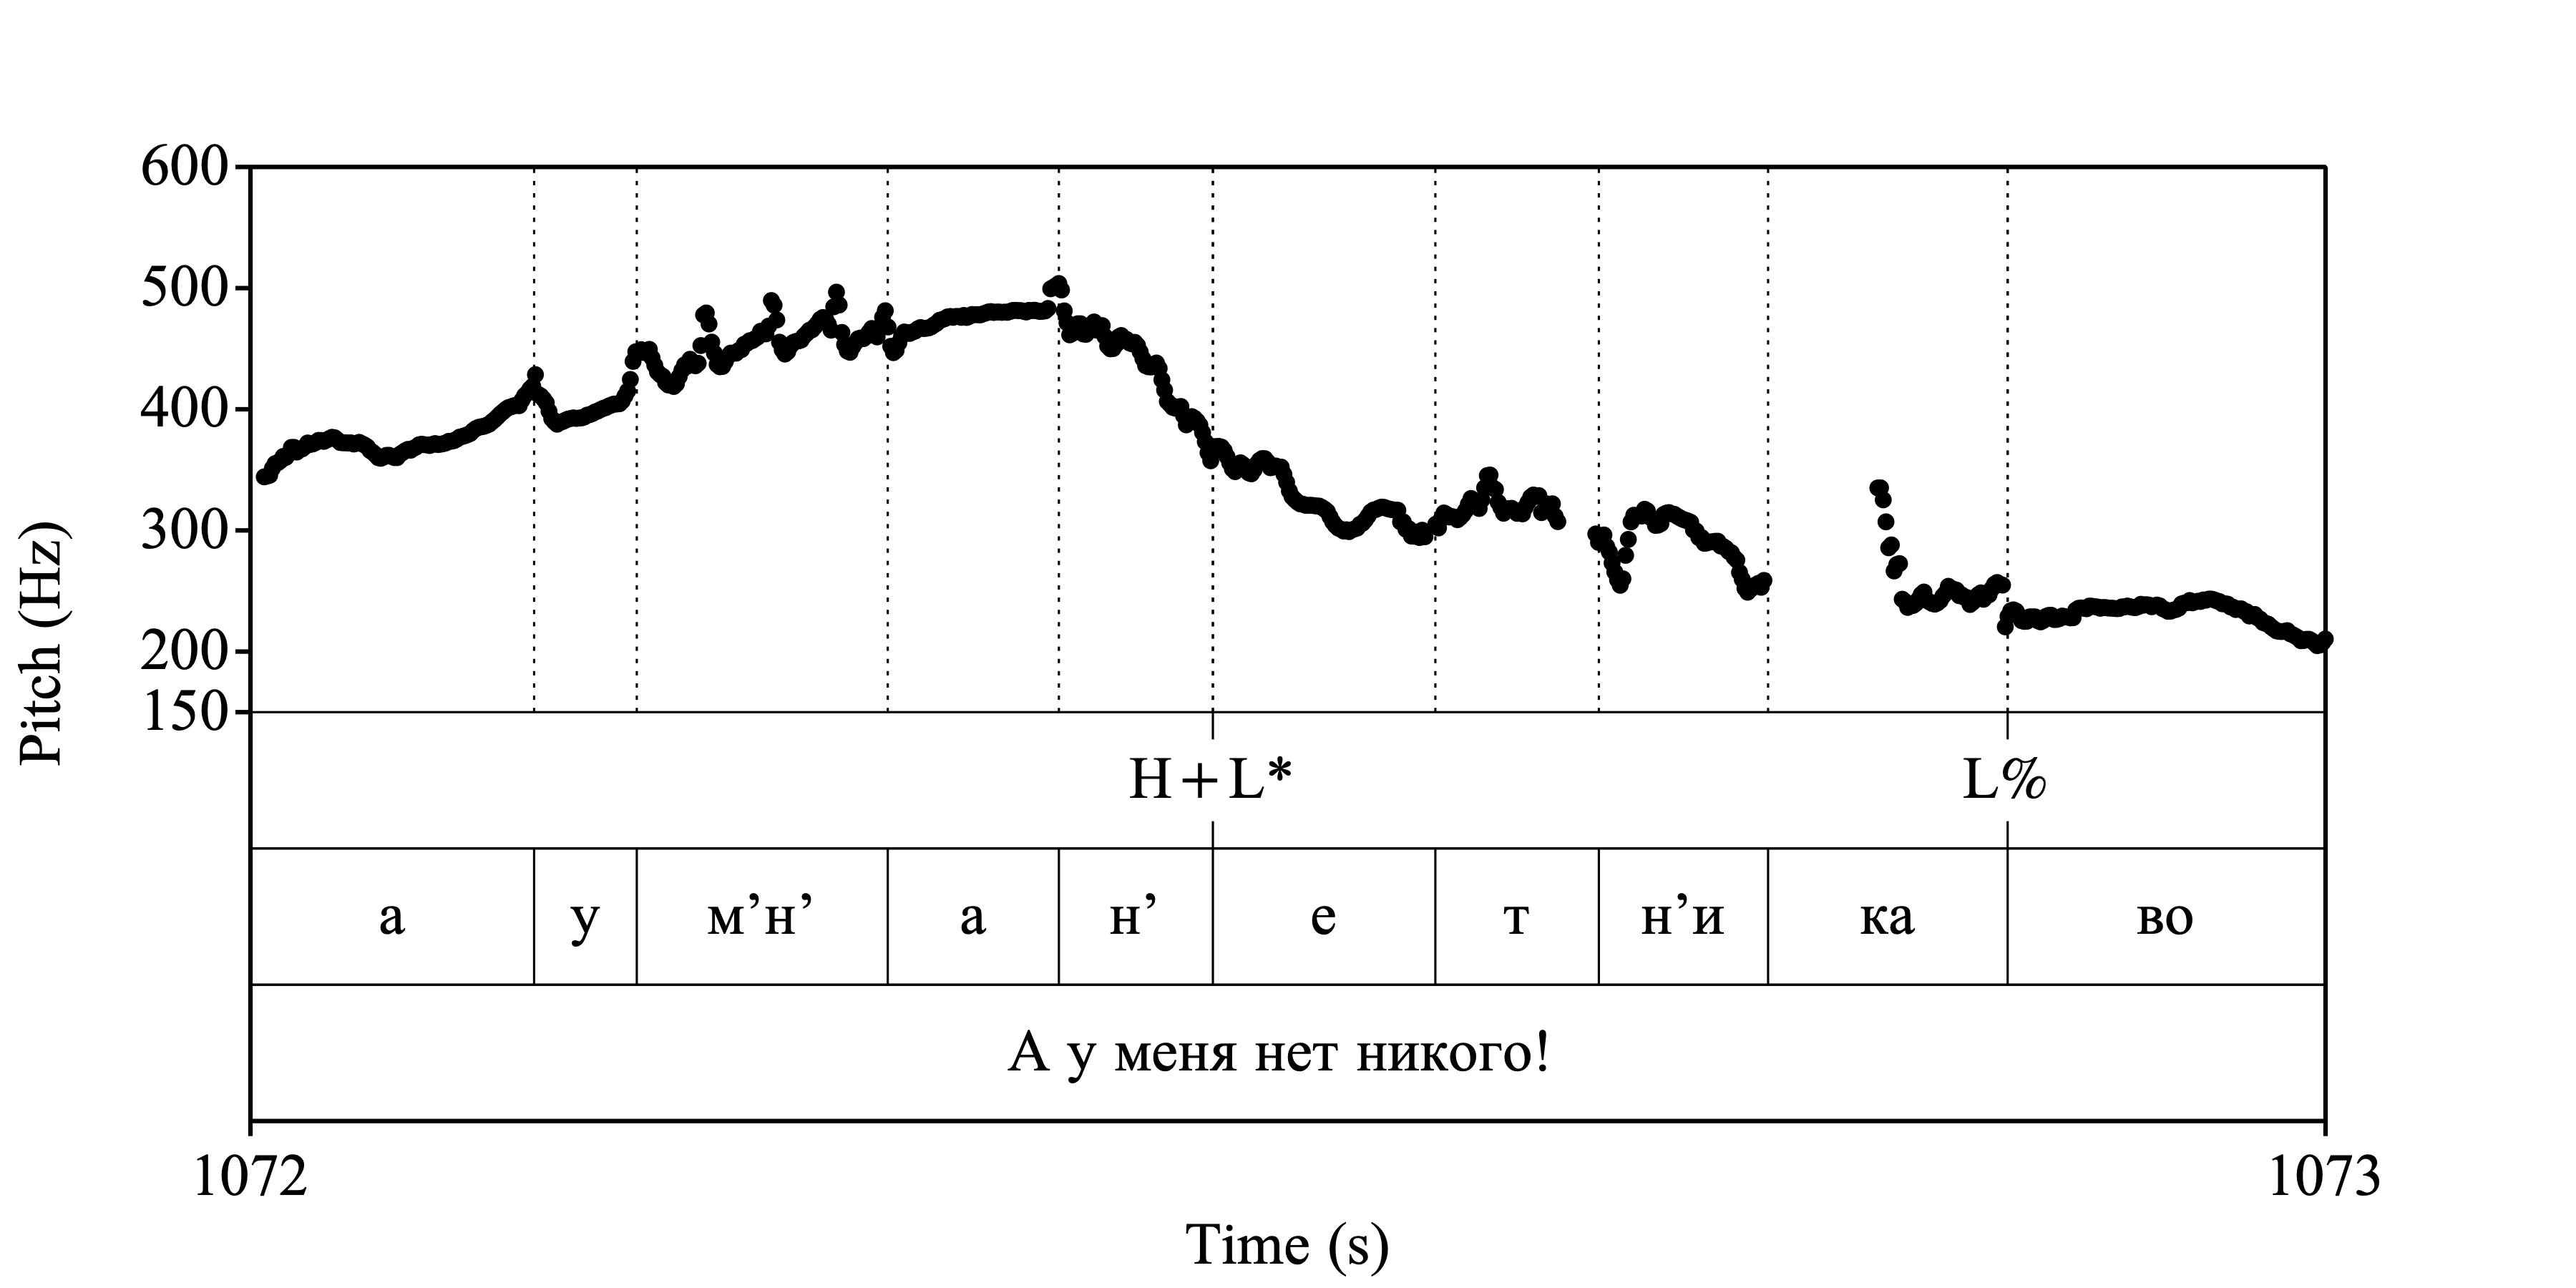 600
500
400
300
200
150
Pitch (Hz)
H+L* L%
а у м’н’ а н’ е т н’и ка во
А у меня нет никого!
1072 1073
Time (s)